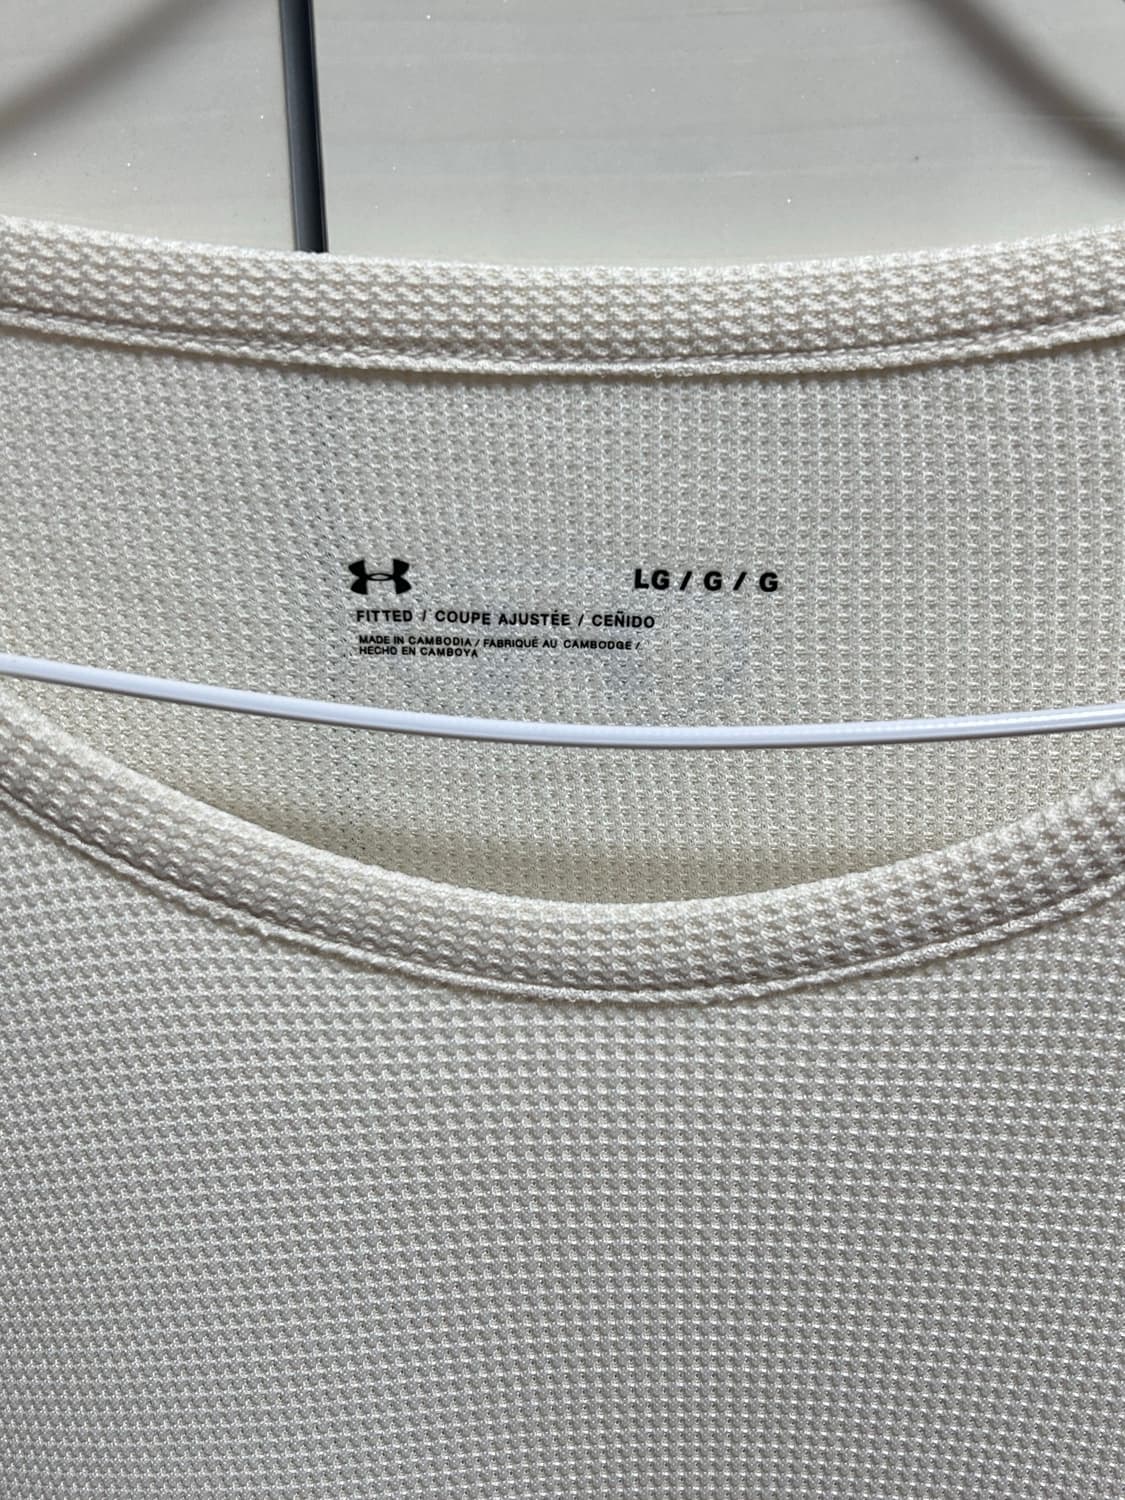 LG / G / G
FITTED / COUPE AJUSTÉE / CEÑIDO
MADE IN CAMBODIA / FABRIQUÉ AU CAMBODGE /
HECHO EN CAMBOYA